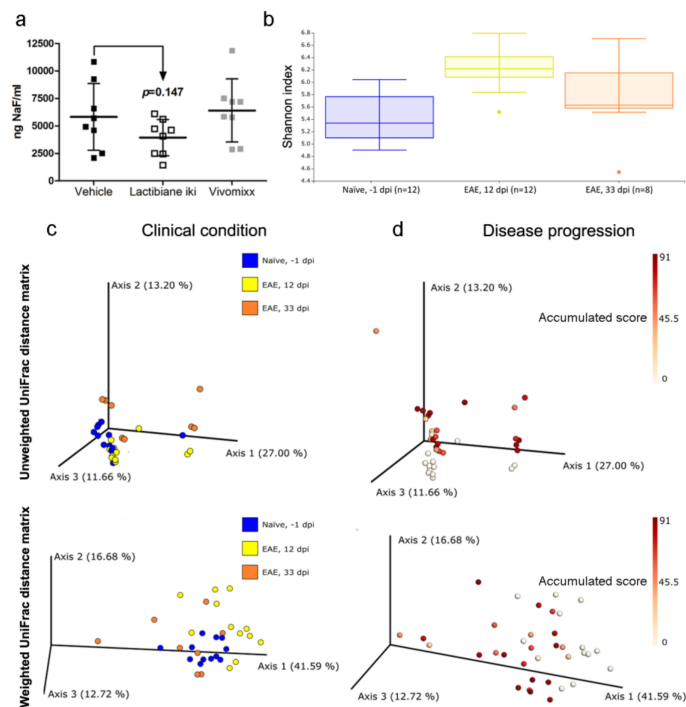 a
12500
10000
7500
5000
2500
0
ng NaF/ml
p=0.147
Vehicle
Lactibiane iki
Vivomixx
b
6.8
6.6
6.4
6.2
6.0
5.8
5.6
5.4
5.2
5.0
4.8
4.6
4.4
Shannon index
Naïve, -1 dpi (n=12)
EAE, 12 dpi (n=12)
EAE, 33 dpi (n=8)
c
Clinical condition
Unweighted UniFrac distance matrix
Naïve, -1 dpi
EAE, 12 dpi
EAE, 33 dpi
Axis 2 (13.20 %)
Axis 1 (27.00 %)
Axis 3 (11.66 %)
d
Disease progression
Axis 2 (13.20 %)
Accumulated score
91
45.5
0
Axis 1 (27.00 %)
Axis 3 (11.66 %)
Weighted UniFrac distance matrix
Naïve, -1 dpi
EAE, 12 dpi
EAE, 33 dpi
Axis 2 (16.68 %)
Axis 1 (41.59 %)
Axis 3 (12.72 %)
Axis 2 (16.68 %)
Accumulated score
91
45.5
0
Axis 3 (12.72 %)
Axis 1 (41.59 %)